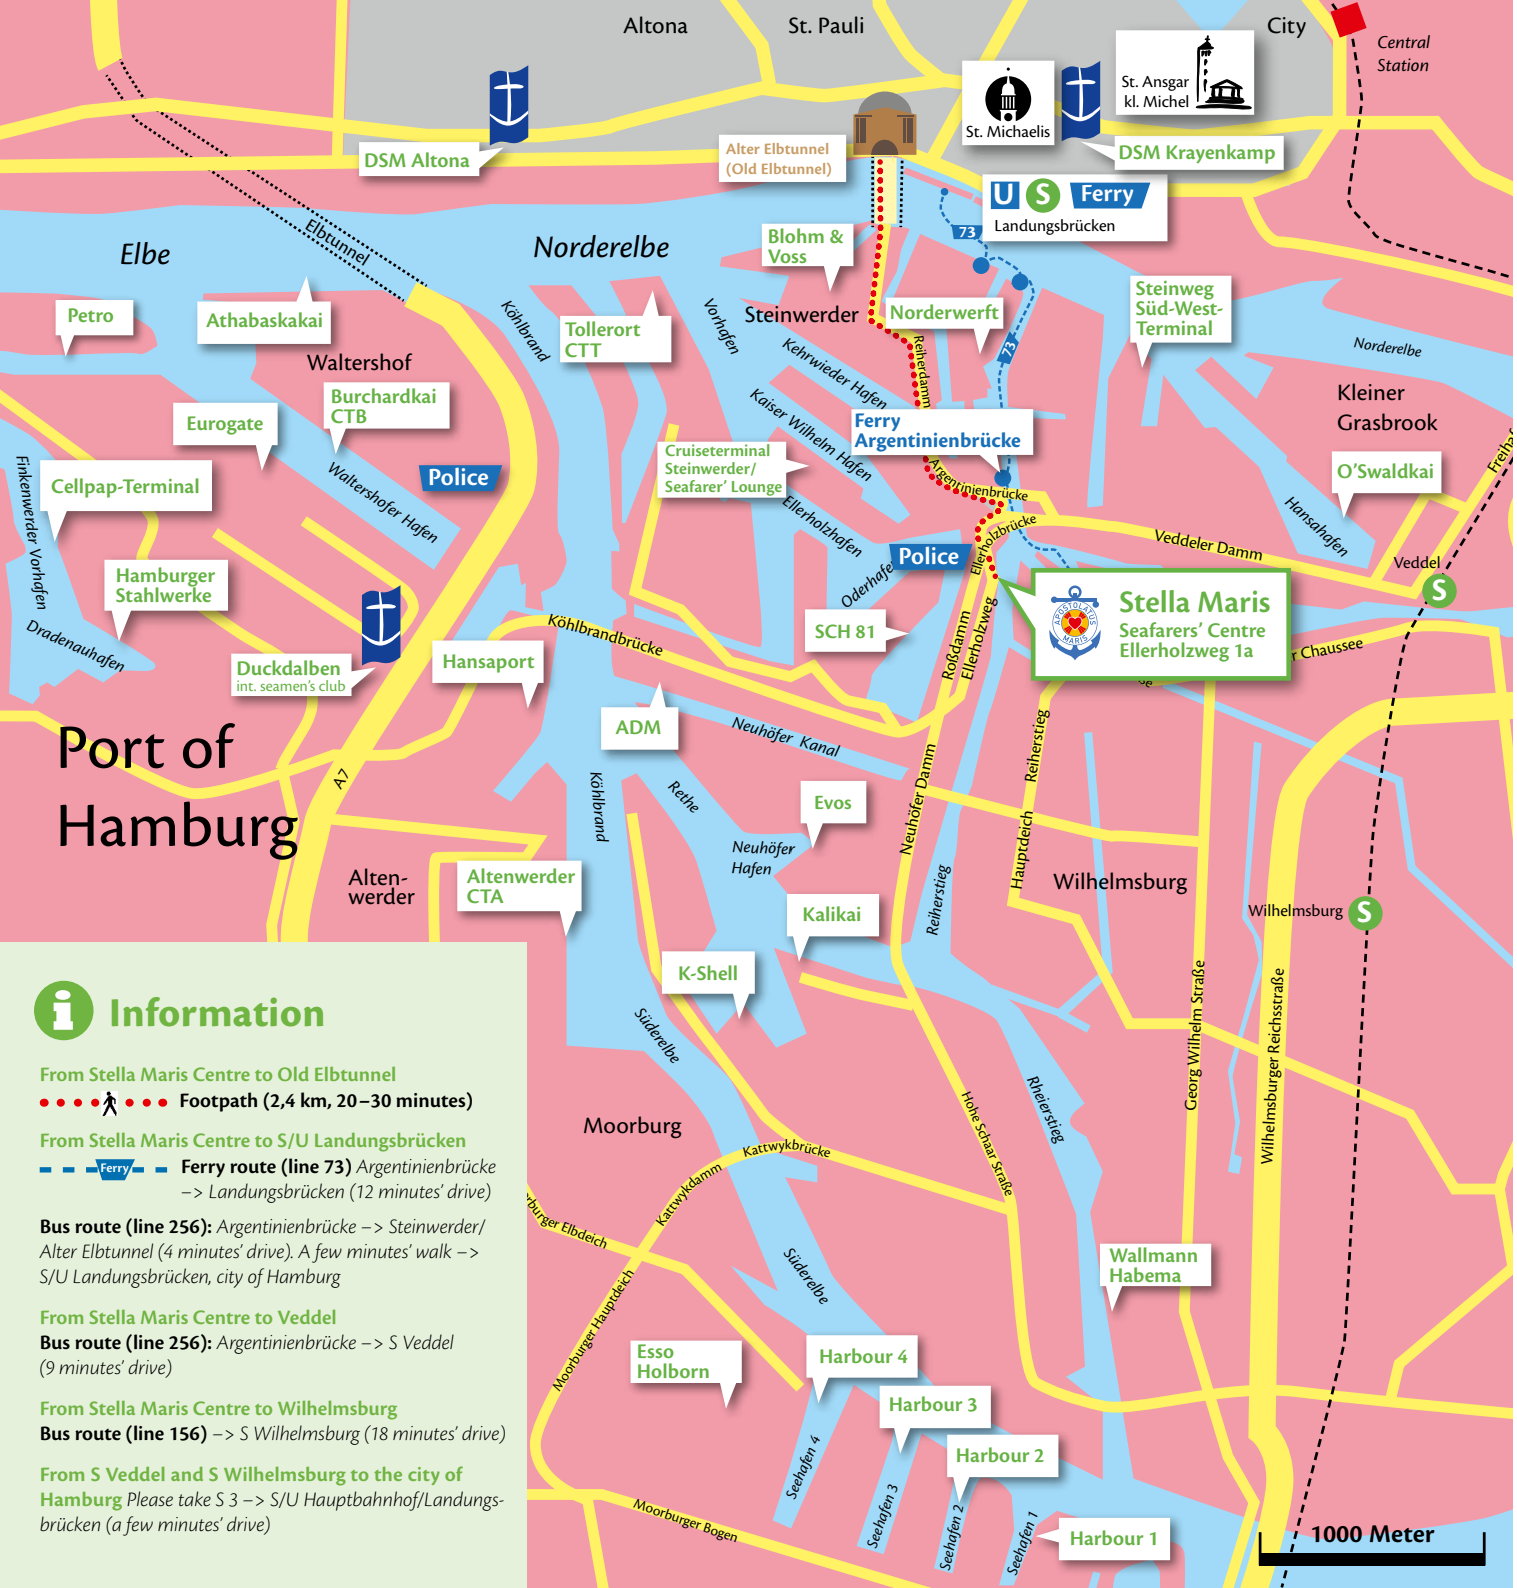 Altona
St. Pauli
City
Central
Station
St. Michaelis
St. Ansgar
kl. Michel
DSM Altona
Alter Elbtunnel
(Old Elbtunnel)
DSM Krayenkamp
U S Ferry
Landungsbrücken
Elbe
Elbtunnel
Norderelbe
Blohm &
Voss
73
Petro
Athabaskakai
Waltershof
Köhlbrand
Tollerort
CTT
Vorhafen
Steinwerder
Norderwerft
73
Steinweg
Süd-West-
Terminal
Norderelbe
Kehrwieder Hafen
Reiherdamm
Kleiner
Grasbrook
Burchardkai
CTB
Eurogate
Kaiser Wilhelm Hafen
Ferry
Argentinienbrücke
Cruiseterminal
Steinwerder/
Seafarer' Lounge
O'Swaldkai
Cellpap-Terminal
Finkenwerder Vorhafen
Waltershofer Hafen
Police
Argentinienbrücke
Ellerholzhafen
Ellerholzbrücke
Hansahafen
Veddeler Damm
Veddel
S
Police
Oderhafen
Hamburger
Stahlwerke
Dradenauhafen
Duckdalben
int. seamen's club
Hansaport
Köhlbrandbrücke
SCH 81
Roßdamm
Ellerholzweg
APOSTOLATUS
MARIS
Stella Maris
Seafarers' Centre
Ellerholzweg 1a
r Chaussee
ADM
Neuhöfer Kanal
Reiherstieg
Port of
Hamburg
A7
Köhlbrand
Rethe
Evos
Neuhöfer
Hafen
Neuhöfer Damm
Hauptdeich
Alten-
werder
Altenwerder
CTA
Kalikai
Reiherstieg
Wilhelmsburg
Wilhelmsburg
S
K-Shell
Süderelbe
Georg Wilhelm Straße
Wilhelmsburger Reichsstraße
Moorburg
Hohe Schaar Straße
Rheierstieg
Kattwykbrücke
Kattwykdamm
rburger Elbdeich
Süderelbe
Wallmann
Habema
Moorburger Hauptdeich
Esso
Holborn
Harbour 4
Harbour 3
Harbour 2
Harbour 1
Seehafen 4
Seehafen 3
Seehafen 2
Seehafen 1
Moorburger Bogen
1000 Meter
i Information
From Stella Maris Centre to Old Elbtunnel
Footpath (2,4 km, 20–30 minutes)
From Stella Maris Centre to S/U Landungsbrücken
Ferry Ferry route (line 73) Argentinienbrücke
–> Landungsbrücken (12 minutes' drive)
Bus route (line 256): Argentinienbrücke –> Steinwerder/
Alter Elbtunnel (4 minutes' drive). A few minutes' walk –>
S/U Landungsbrücken, city of Hamburg
From Stella Maris Centre to Veddel
Bus route (line 256): Argentinienbrücke –> S Veddel
(9 minutes' drive)
From Stella Maris Centre to Wilhelmsburg
Bus route (line 156) –> S Wilhelmsburg (18 minutes' drive)
From S Veddel and S Wilhelmsburg to the city of
Hamburg Please take S 3 –> S/U Hauptbahnhof/Landungs-
brücken (a few minutes' drive)